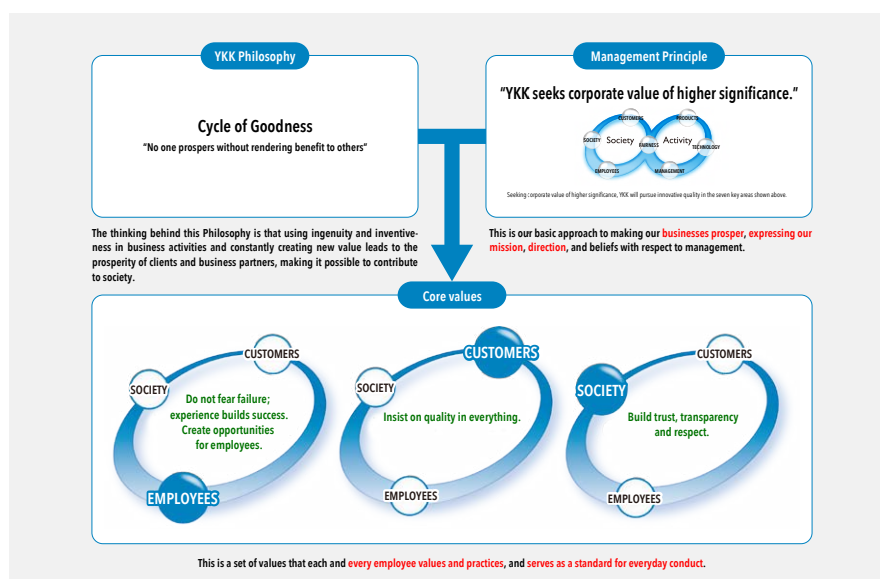 YKK Philosophy
Cycle of Goodness
“No one prospers without rendering benefit to others”
The thinking behind this Philosophy is that using ingenuity and inventive-
ness in business activities and constantly creating new value leads to the
prosperity of clients and business partners, making it possible to contribute
to society.
Management Principle
“YKK seeks corporate value of higher significance.”
CUSTOMERS
PRODUCTS
SOCIETY
Society
FAIRNESS
Activity
TECHNOLOGY
EMPLOYEES
MANAGEMENT
Seeking corporate value of higher significance, YKK will pursue innovative quality in the seven key areas shown above.
This is our basic approach to making our businesses prosper, expressing our
mission, direction, and beliefs with respect to management.
Core values
CUSTOMERS
SOCIETY
Do not fear failure;
experience builds success.
Create opportunities
for employees.
EMPLOYEES
CUSTOMERS
SOCIETY
Insist on quality in everything.
EMPLOYEES
CUSTOMERS
SOCIETY
Build trust, transparency
and respect.
EMPLOYEES
This is a set of values that each and every employee values and practices, and serves as a standard for everyday conduct.